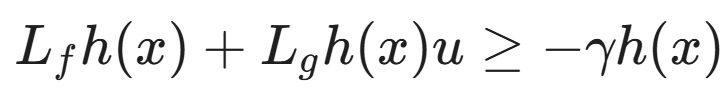 L_f h(x) + L_g h(x)u ≥ −γh(x)